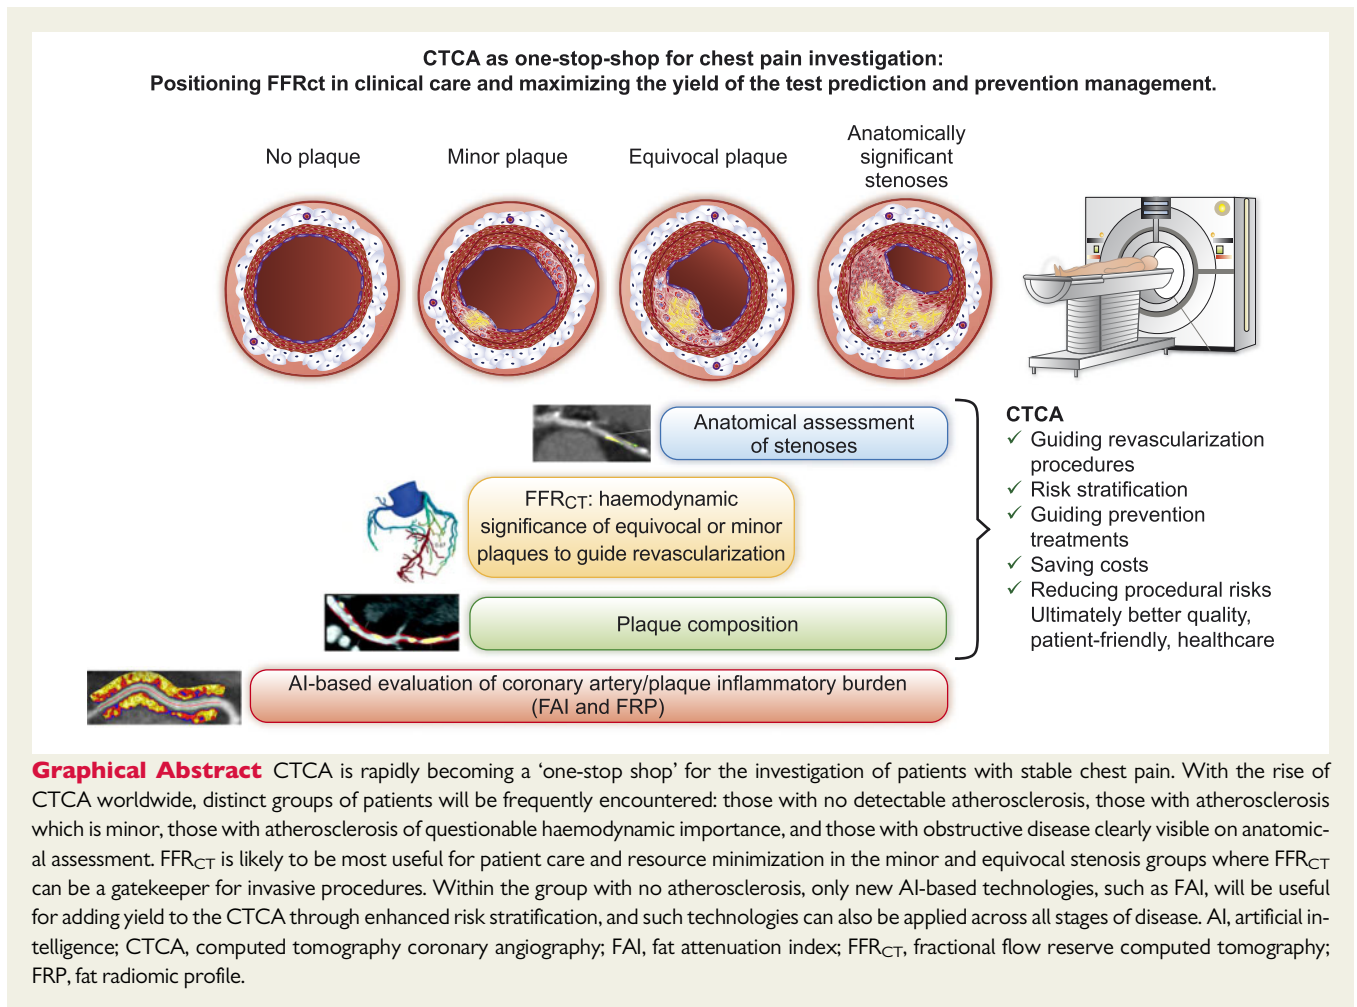 CTCA as one-stop-shop for chest pain investigation:
Positioning FFRct in clinical care and maximizing the yield of the test prediction and prevention management.
No plaque
Minor plaque
Equivocal plaque
Anatomically
significant
stenoses
Anatomical assessment
of stenoses
FFRCT: haemodynamic
significance of equivocal or minor
plaques to guide revascularization
Plaque composition
AI-based evaluation of coronary artery/plaque inflammatory burden
(FAI and FRP)
CTCA
✓ Guiding revascularization
procedures
✓ Risk stratification
✓ Guiding prevention
treatments
✓ Saving costs
✓ Reducing procedural risks
Ultimately better quality,
patient-friendly, healthcare
Graphical Abstract CTCA is rapidly becoming a ‘one-stop shop’ for the investigation of patients with stable chest pain. With the rise of
CTCA worldwide, distinct groups of patients will be frequently encountered: those with no detectable atherosclerosis, those with atherosclerosis
which is minor, those with atherosclerosis of questionable haemodynamic importance, and those with obstructive disease clearly visible on anatomic-
al assessment. FFRCT is likely to be most useful for patient care and resource minimization in the minor and equivocal stenosis groups where FFRCT
can be a gatekeeper for invasive procedures. Within the group with no atherosclerosis, only new AI-based technologies, such as FAI, will be useful
for adding yield to the CTCA through enhanced risk stratification, and such technologies can also be applied across all stages of disease. AI, artificial in-
telligence; CTCA, computed tomography coronary angiography; FAI, fat attenuation index; FFRCT, fractional flow reserve computed tomography;
FRP, fat radiomic profile.